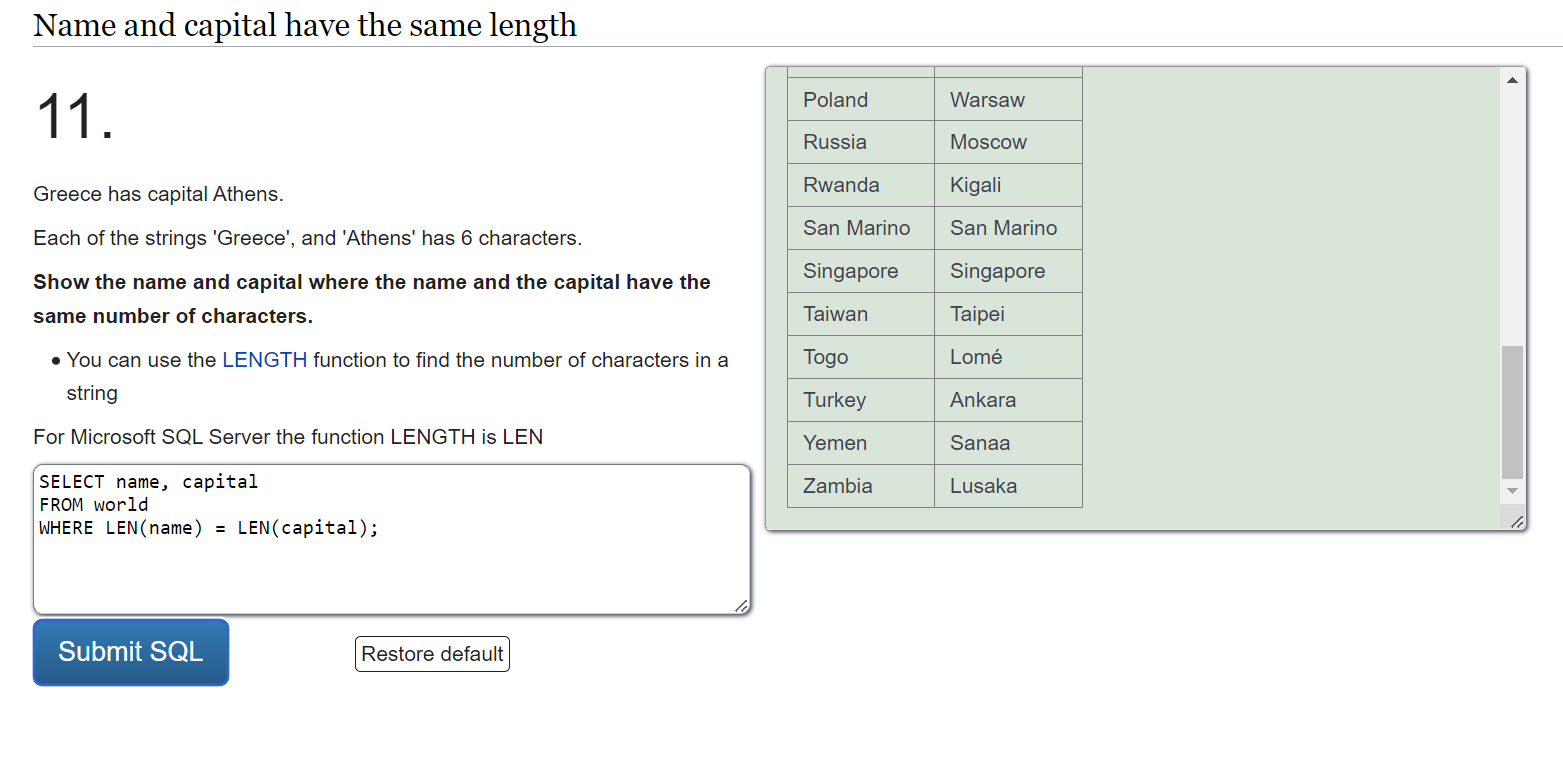 Name and capital have the same length
11.
Greece has capital Athens.
Each of the strings 'Greece', and 'Athens' has 6 characters.
Show the name and capital where the name and the capital have the
same number of characters.
• You can use the LENGTH function to find the number of characters in a
string
For Microsoft SQL Server the function LENGTH is LEN
SELECT name, capital
FROM world
WHERE LEN(name) = LEN(capital);
Submit SQL
Restore default
Poland Warsaw
Russia Moscow
Rwanda Kigali
San Marino San Marino
Singapore Singapore
Taiwan Taipei
Togo Lomé
Turkey Ankara
Yemen Sanaa
Zambia Lusaka